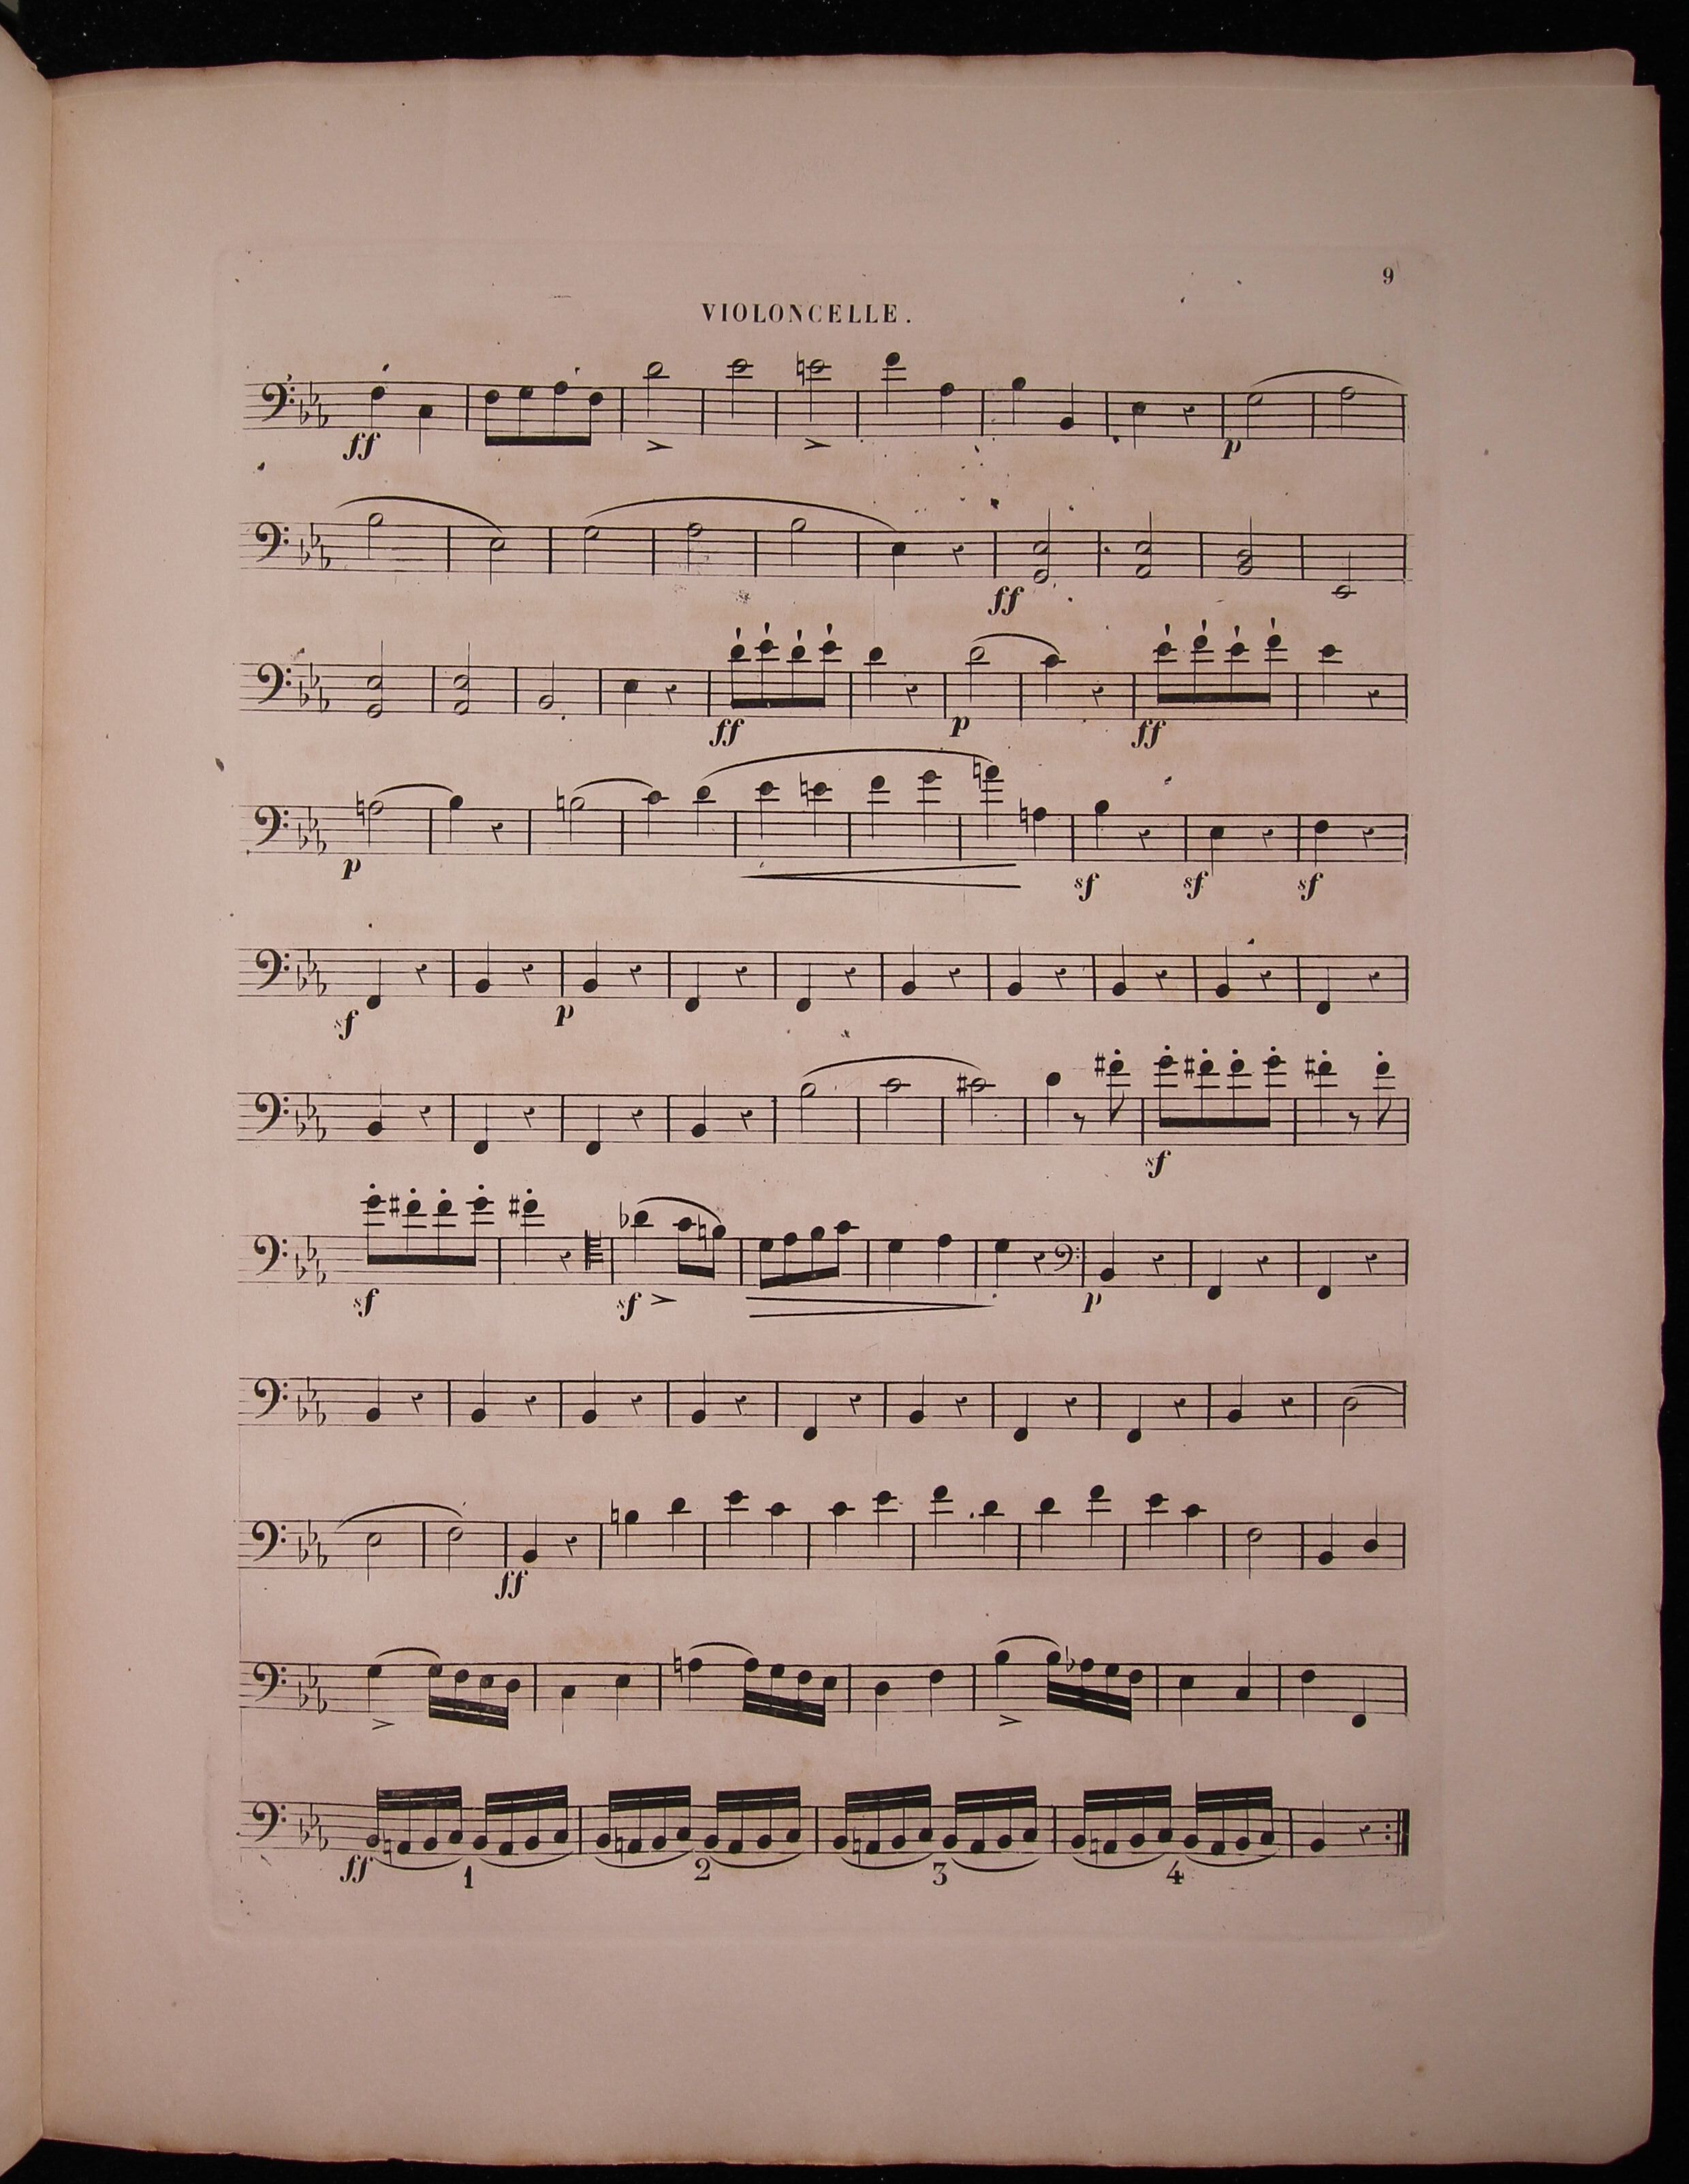 9
VIOLONCELLE.
ff p
ff
ff p ff
p sf sf sf
sf p
sf
sf sf p
ff
ff 1 2 3 4